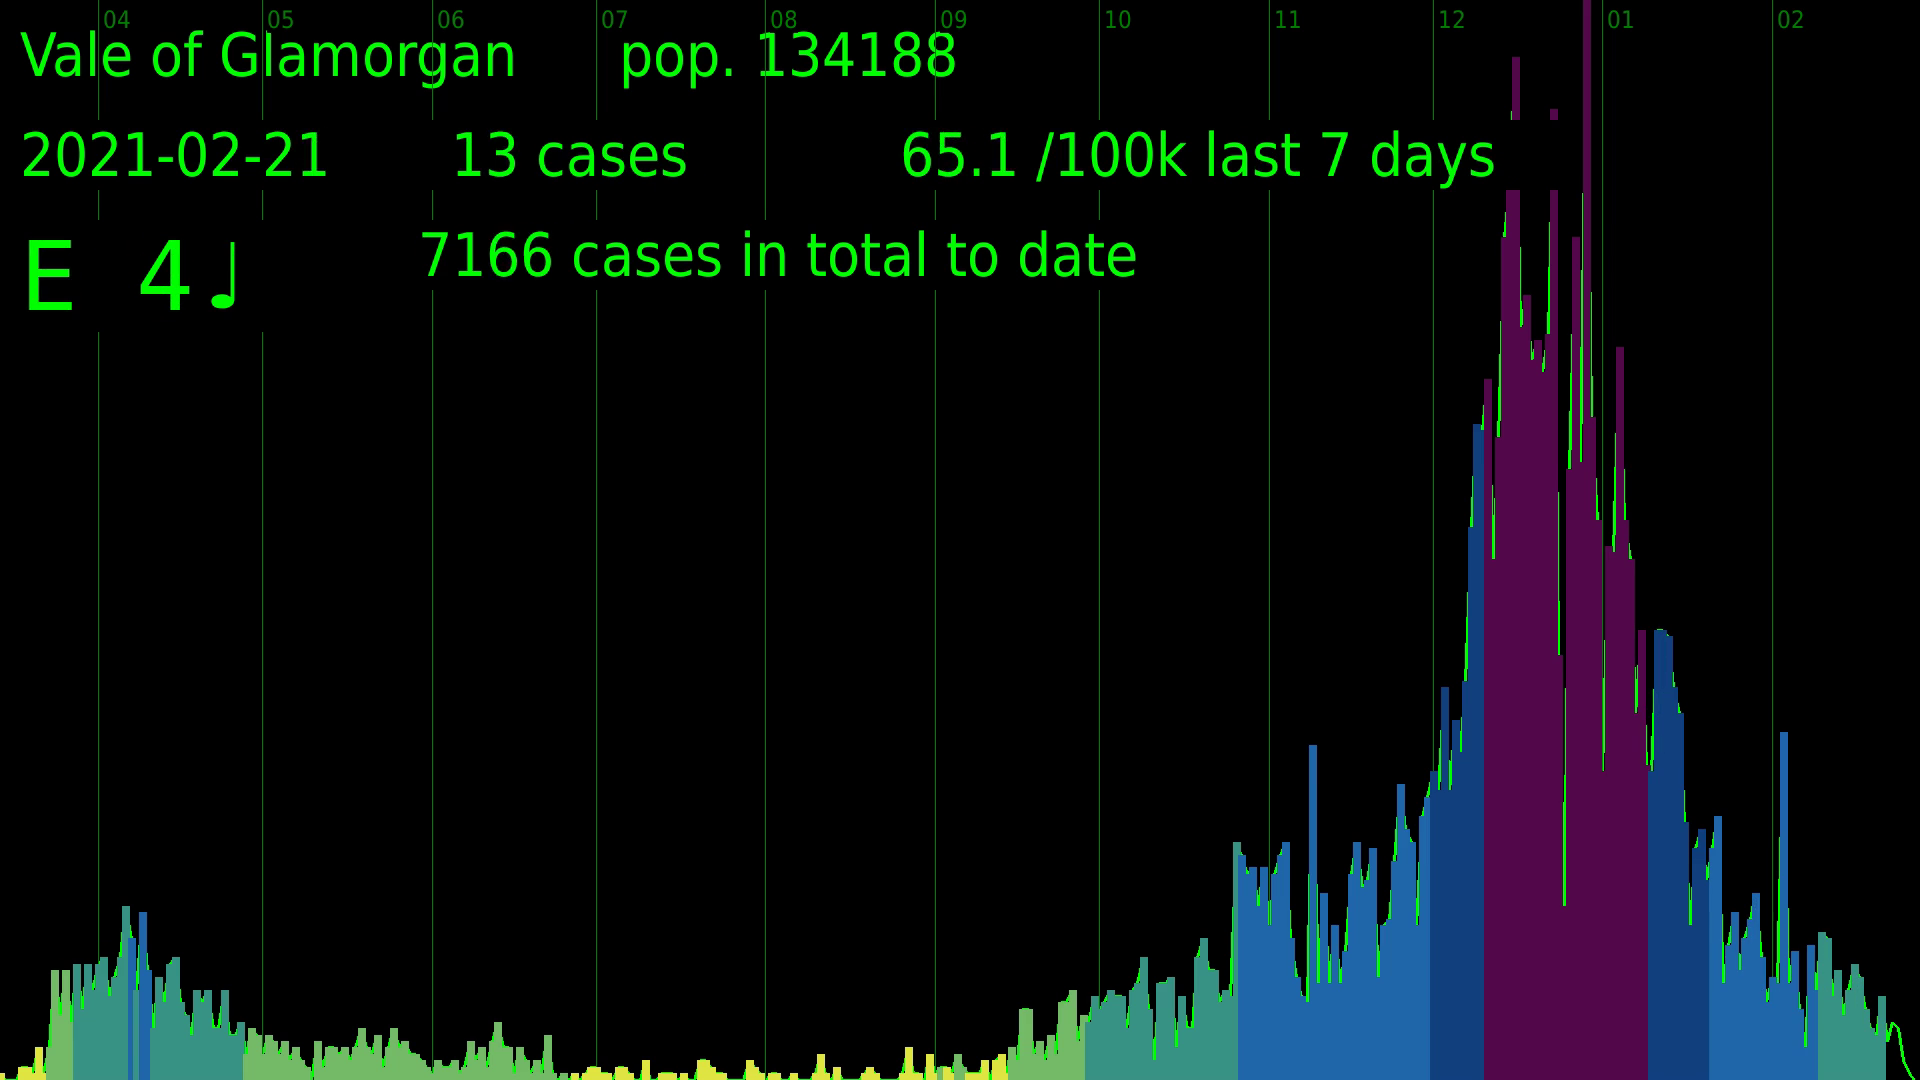 04 05 06 07 08 09 10 11 12 01 02
Vale of Glamorgan pop. 134188
2021-02-21 13 cases 65.1 /100k last 7 days
E 4♩ 7166 cases in total to date